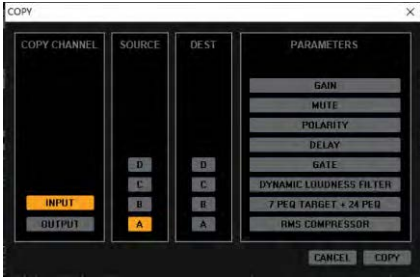 COPY
COPY CHANNEL SOURCE DEST PARAMETERS
GAIN
MUTE
POLARITY
DELAY
D D GATE
C C DYNAMIC LOUDNESS FILTER
INPUT B B 7 PEQ TARGET + 24 PEQ
OUTPUT A A RMS COMPRESSOR
CANCEL COPY